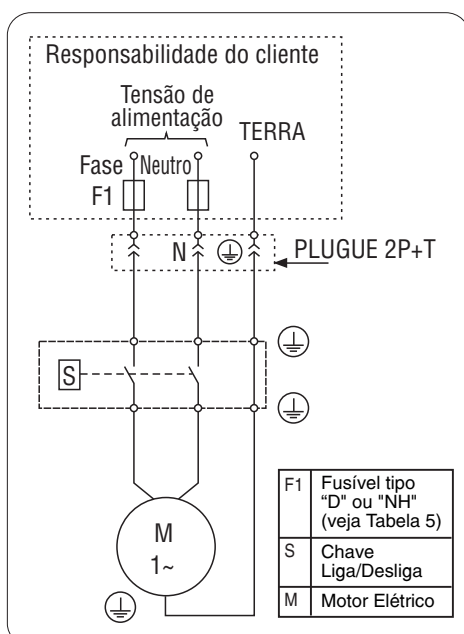 Responsabilidade do cliente
Tensão de
alimentação
TERRA
Fase Neutro
F1
N
PLUGUE 2P+T
S
M
1~
F1 Fusível tipo
“D” ou "NH"
(veja Tabela 5)
S Chave
Liga/Desliga
M Motor Elétrico